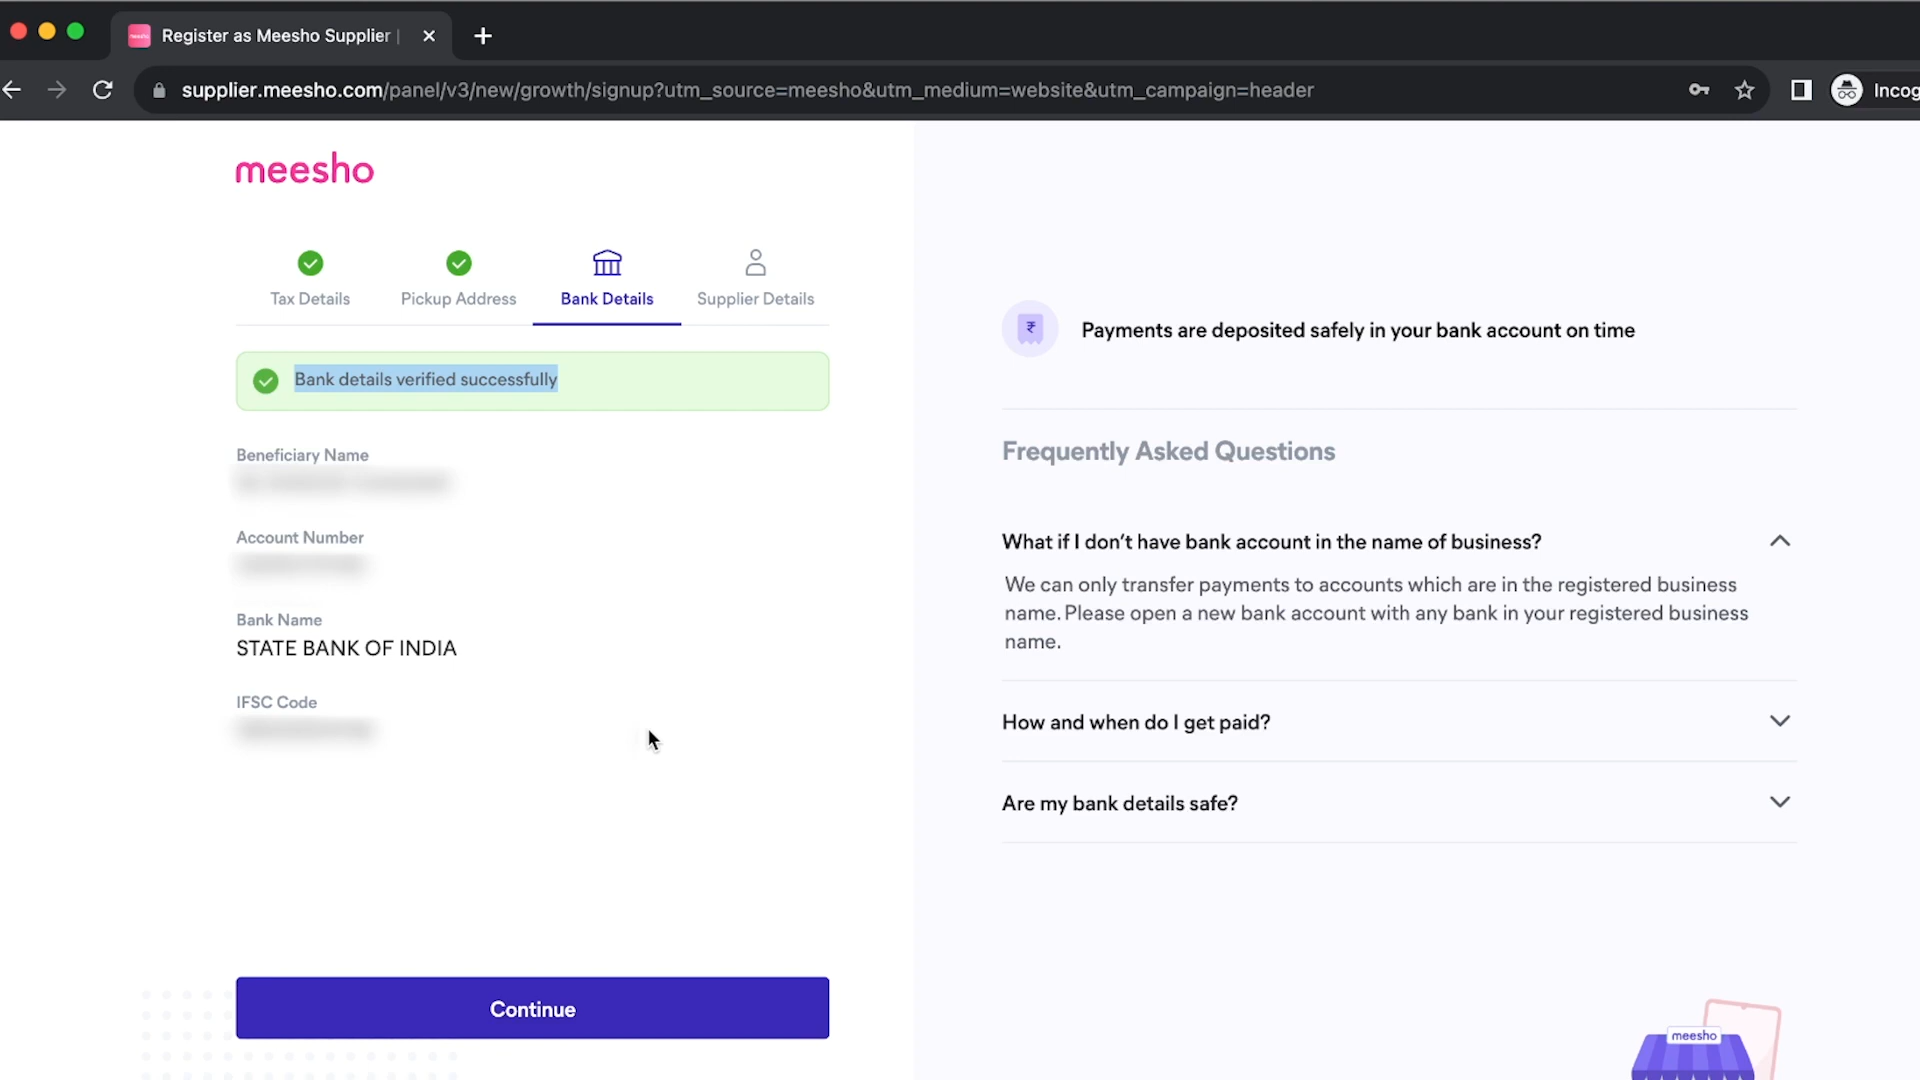 Register as Meesho Supplier |
supplier.meesho.com/panel/v3/new/growth/signup?utm_source=meesho&utm_medium=website&utm_campaign=header
Incog
meesho
Tax Details
Pickup Address
Bank Details
Supplier Details
Bank details verified successfully
Beneficiary Name
Account Number
Bank Name
STATE BANK OF INDIA
IFSC Code
Continue
₹
Payments are deposited safely in your bank account on time
Frequently Asked Questions
What if I don’t have bank account in the name of business?
We can only transfer payments to accounts which are in the registered business
name. Please open a new bank account with any bank in your registered business
name.
How and when do I get paid?
Are my bank details safe?
meesho